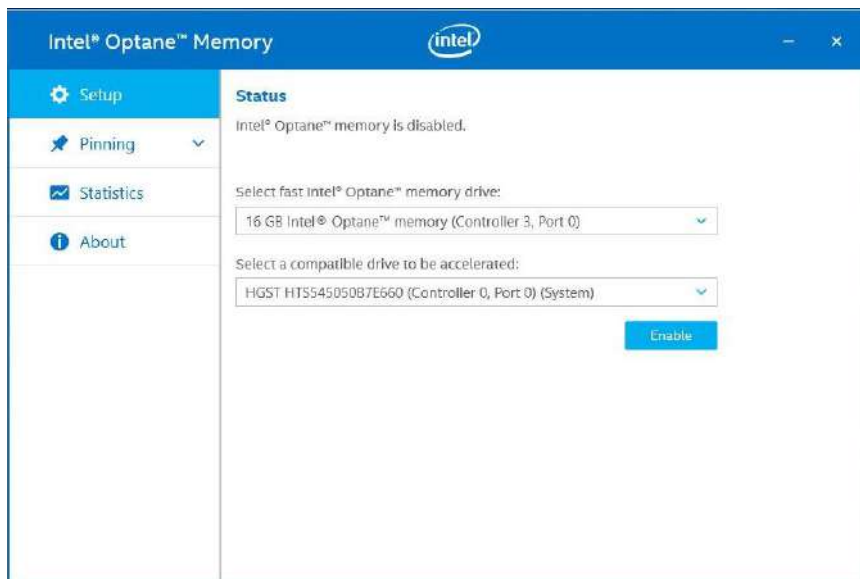 Intel® Optane™ Memory
intel
Setup
Pinning
Statistics
About
Status
Intel® Optane™ memory is disabled.
Select fast Intel® Optane™ memory drive:
16 GB Intel® Optane™ memory (Controller 3, Port 0)
Select a compatible drive to be accelerated:
HGST HTS545050B7E660 (Controller 0, Port 0) (System)
Enable